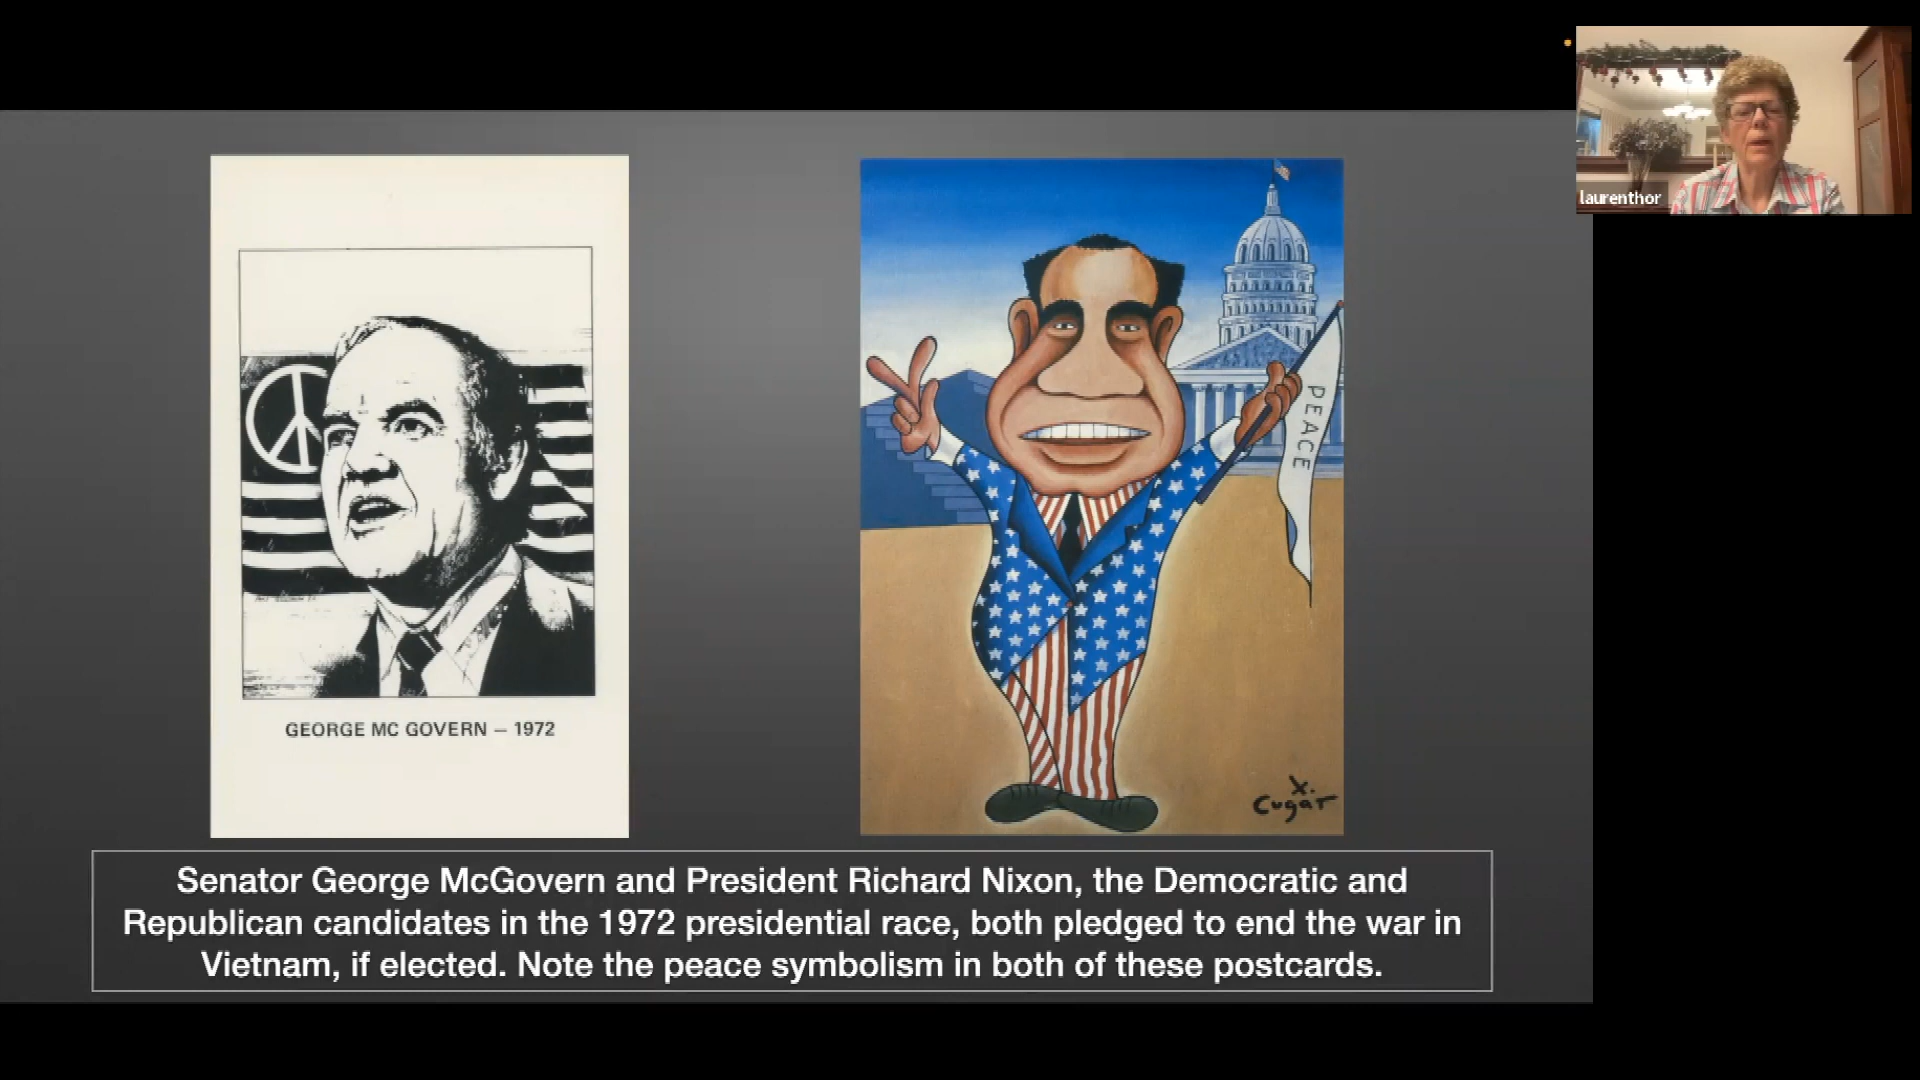 laurenthor
GEORGE MC GOVERN – 1972
PEACE
X.
Cugat
Senator George McGovern and President Richard Nixon, the Democratic and
Republican candidates in the 1972 presidential race, both pledged to end the war in
Vietnam, if elected. Note the peace symbolism in both of these postcards.